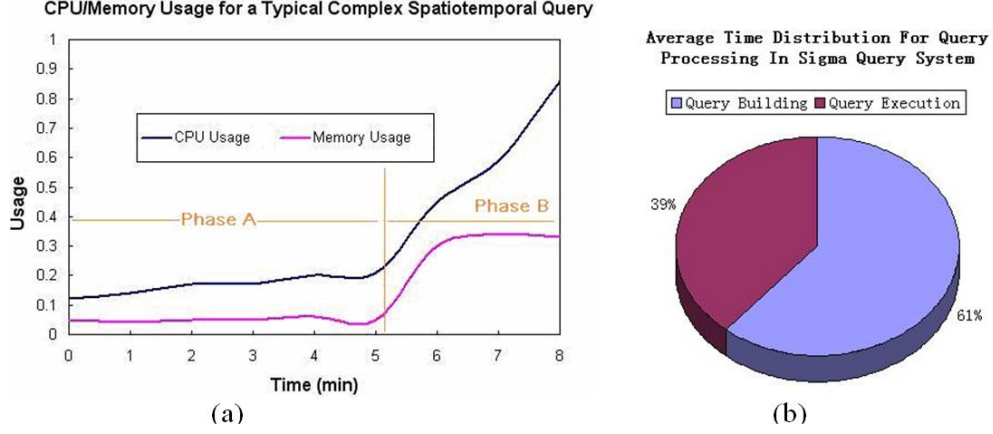 CPU/Memory Usage for a Typical Complex Spatiotemporal Query
1
0.9
0.8
0.7
0.6
0.5
0.4
0.3
0.2
0.1
0
Usage
CPU Usage
Memory Usage
Phase A
Phase B
0 1 2 3 4 5 6 7 8
Time (min)
(a)
Average Time Distribution For Query
Processing In Sigma Query System
Query Building
Query Execution
39%
61%
(b)